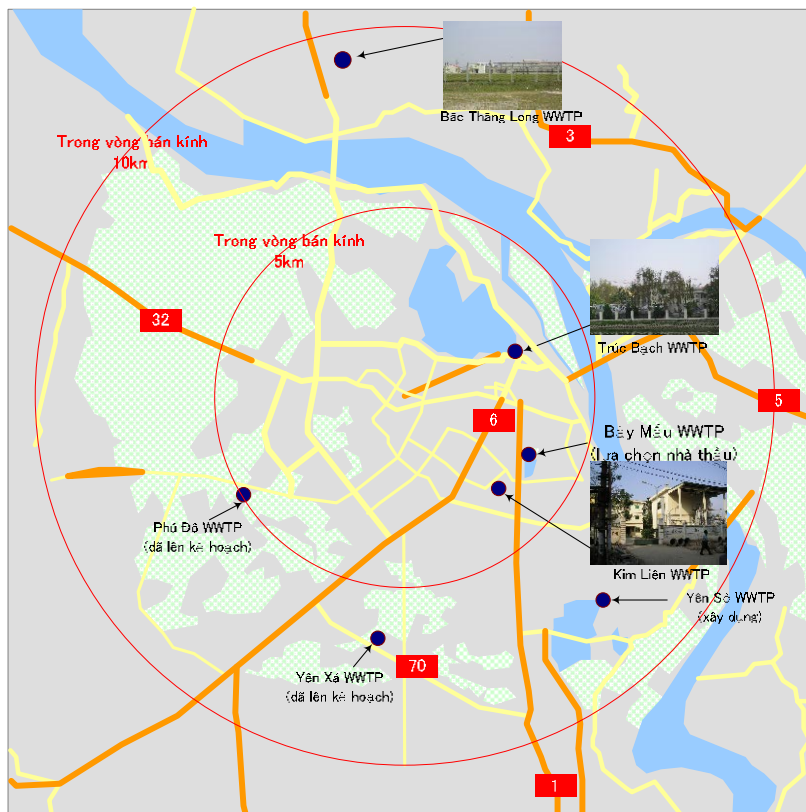 Bắc Thăng Long WWTP
3
Trong vòng bán kính
10km
Trong vòng bán kính
5km
32
Trúc Bạch WWTP
5
6
Bảy Mẫu WWTP
(lựa chọn nhà thầu)
Phú Đô WWTP
(đã lên kế hoạch)
Kim Liên WWTP
Yên Sở WWTP
(xây dựng)
70
Yên Xá WWTP
(đã lên kế hoạch)
1